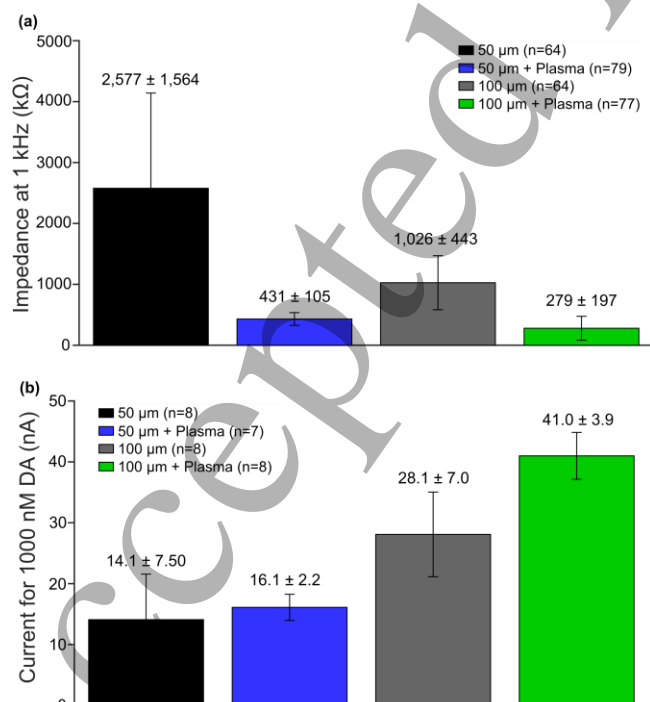 (a)
Impedance at 1 kHz (kΩ)
5000
4000
3000
2000
1000
0
50 µm (n=64)
50 µm + Plasma (n=79)
100 µm (n=64)
100 µm + Plasma (n=77)
2,577 ± 1,564
431 ± 105
1,026 ± 443
279 ± 197
(b)
Current for 1000 nM DA (nA)
50
40
30
20
10
0
50 µm (n=8)
50 µm + Plasma (n=7)
100 µm (n=8)
100 µm + Plasma (n=8)
14.1 ± 7.50
16.1 ± 2.2
28.1 ± 7.0
41.0 ± 3.9
ccepted